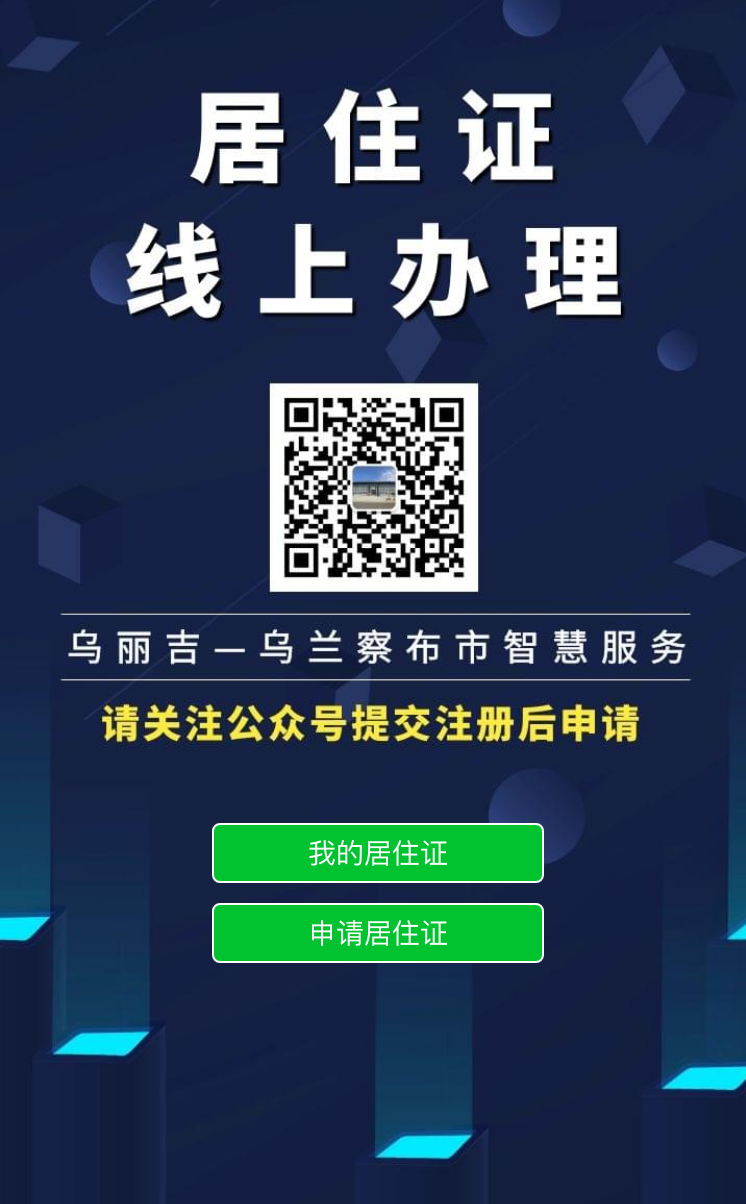 居住证
线上办理
乌丽吉—乌兰察布市智慧服务
请关注公众号提交注册后申请
我的居住证
申请居住证